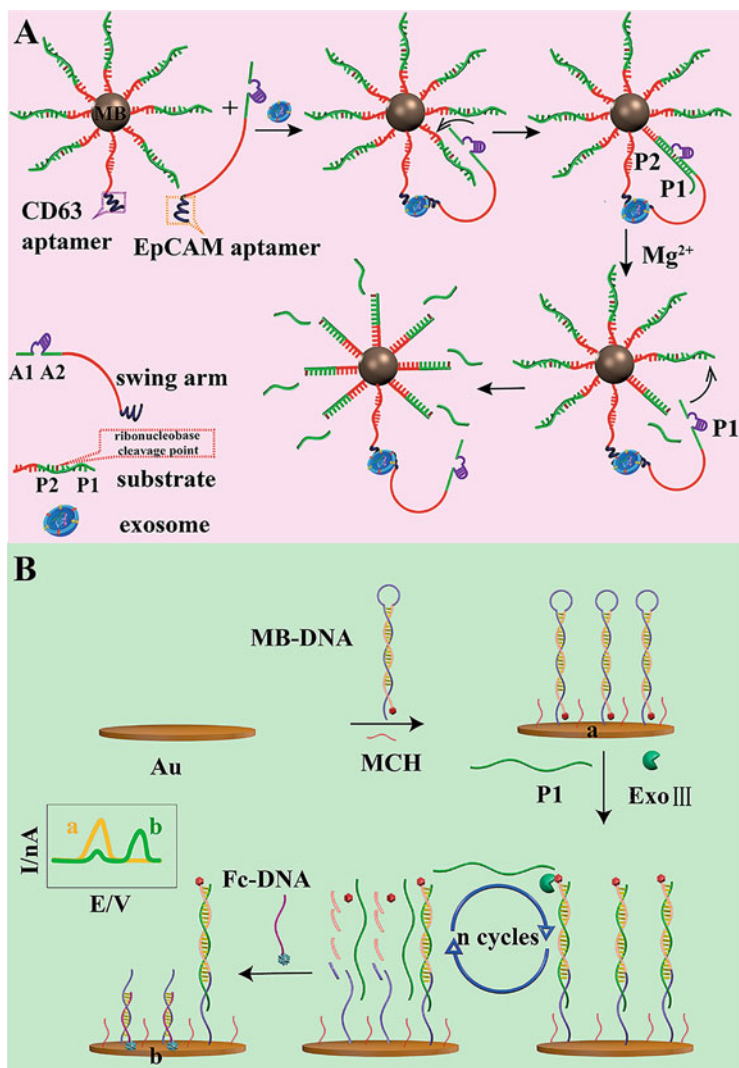 A
MB
+
CD63
aptamer
EpCAM aptamer
P2
P1
Mg²⁺
A1 A2
swing arm
ribonucleobase
cleavage point
P2 P1
substrate
exosome
P1
B
MB-DNA
Au
MCH
a
P1
Exo III
I/nA
a
b
E/V
Fc-DNA
n cycles
b